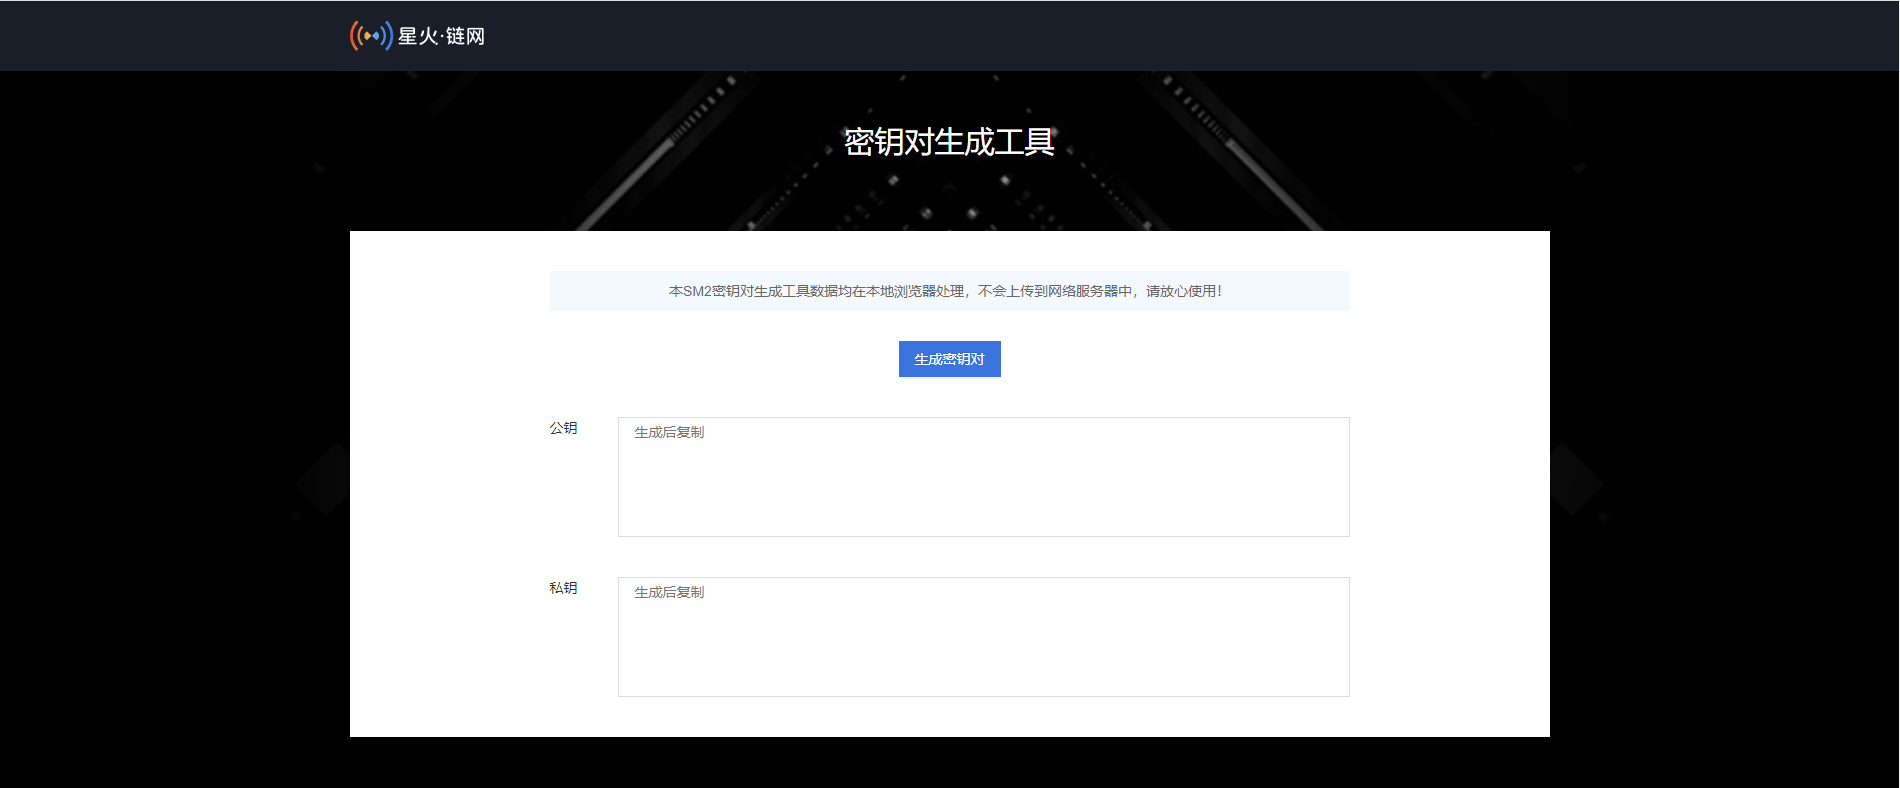 星火·链网
密钥对生成工具
本SM2密钥对生成工具数据均在本地浏览器处理，不会上传到网络服务器中，请放心使用！
生成密钥对
公钥
生成后复制
私钥
生成后复制